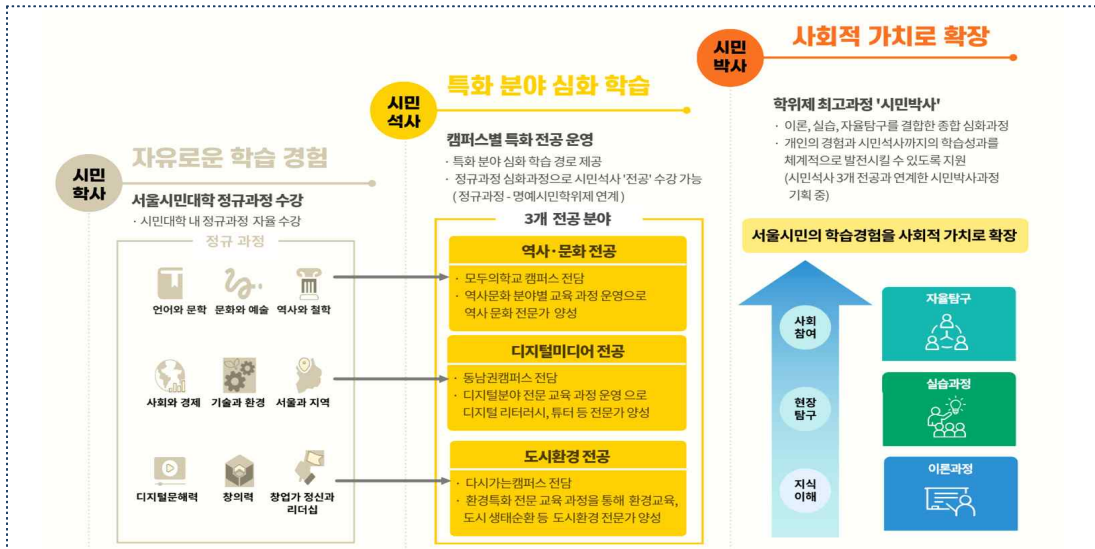 시민
학사
자유로운 학습 경험
서울시민대학 정규과정 수강
· 시민대학 내 정규과정 자율 수강
정규 과정
언어와 문학
문화와 예술
역사와 철학
사회와 경제
기술과 환경
서울과 지역
디지털문해력
창의력
창업가 정신과
리더십
시민
석사
특화 분야 심화 학습
캠퍼스별 특화 전공 운영
· 특화 분야 심화 학습 경로 제공
· 정규과정 심화과정으로 시민석사 '전공' 수강 가능
( 정규과정 - 명예시민학위제 연계 )
3개 전공 분야
역사·문화 전공
· 모두의학교 캠퍼스 전담
· 역사문화 분야별 교육 과정 운영으로
역사 문화 전문가 양성
디지털미디어 전공
· 동남권캠퍼스 전담
· 디지털분야 전문 교육 과정 운영 으로
디지털 리터러시, 튜터 등 전문가 양성
도시환경 전공
· 다시가는캠퍼스 전담
· 환경특화 전문 교육 과정을 통해 환경교육,
도시 생태순환 등 도시환경 전문가 양성
시민
박사
사회적 가치로 확장
학위제 최고과정 '시민박사'
· 이론, 실습, 자율탐구를 결합한 종합 심화과정
· 개인의 경험과 시민석사까지의 학습성과를
체계적으로 발전시킬 수 있도록 지원
(시민석사 3개 전공과 연계한 시민박사과정
기획 중)
서울시민의 학습경험을 사회적 가치로 확장
사회
참여
현장
탐구
지식
이해
자율탐구
실습과정
이론과정